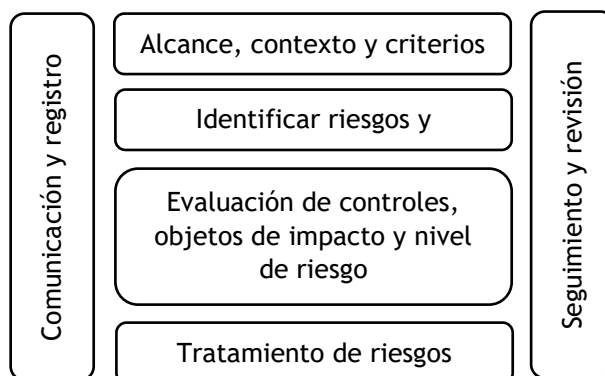 Comunicación y registro
Alcance, contexto y criterios
Identificar riesgos y
Evaluación de controles,
objetos de impacto y nivel
de riesgo
Tratamiento de riesgos
Seguimiento y revisión